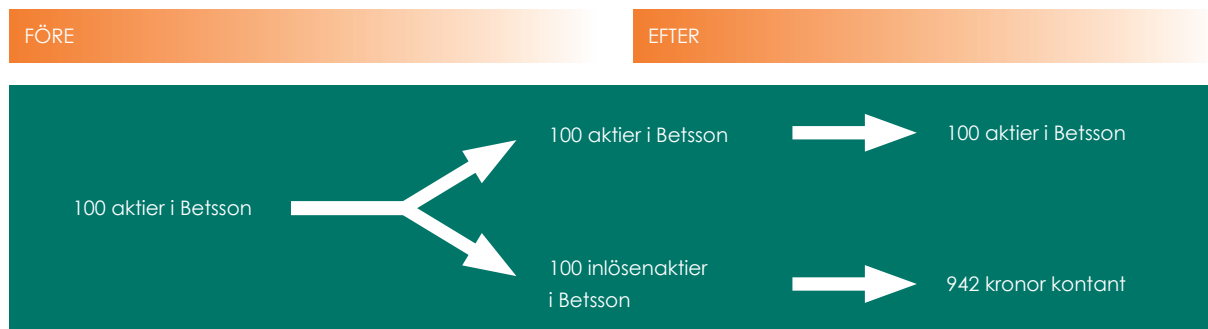 FÖRE
EFTER
100 aktier i Betsson
100 aktier i Betsson
100 aktier i Betsson
100 inlösenaktier
i Betsson
942 kronor kontant